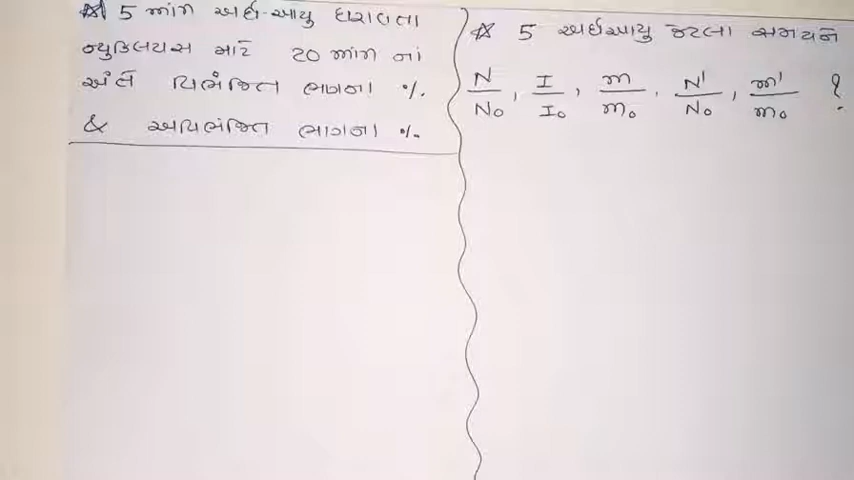 ☆ 5 માંગ અર્ધ-આયુ ધરાવતા
ન્યુક્લિયસ માટે 20 માંગ નાં
અંતે વિભંજિત ભાગના %.
& અવિભંજિત ભાગના %.
☆ 5 અર્ધઆયુ જેટલા સમયને
N/N₀, I/I₀, m/m₀, N'/N₀, m'/m₀ ?